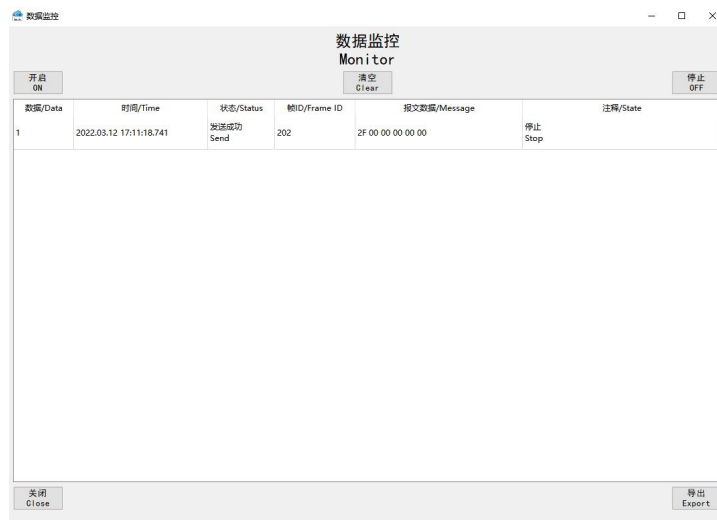 数据监控
数据监控
Monitor
开启
ON
清空
Clear
停止
OFF
数据/Data 时间/Time 状态/Status 帧ID/Frame ID 报文数据/Message 注释/State
1 2022.03.12 17:11:18.741 发送成功 202 2F 00 00 00 00 00 停止
Send Stop
关闭
Close
导出
Export